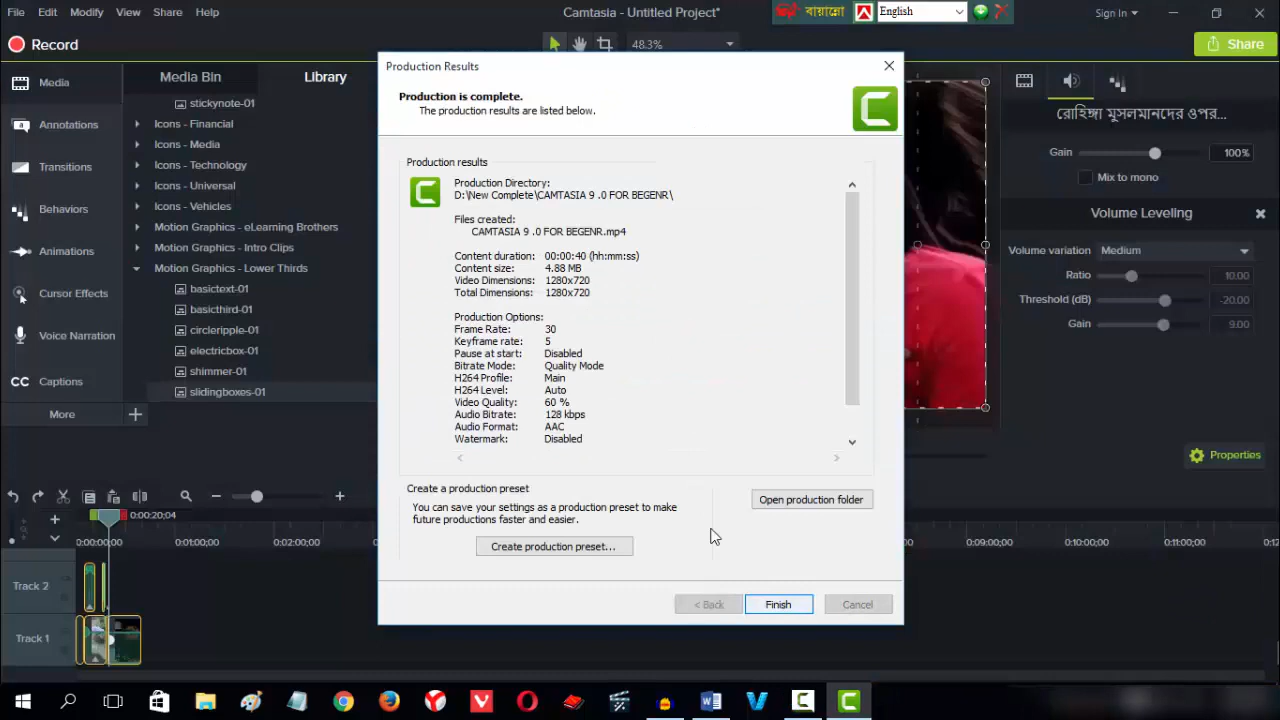 File Edit Modify View Share Help
Camtasia - Untitled Project*
বায়ান্নো
English
Sign In
Record
48.3%
Share
Media
Annotations
Transitions
Behaviors
Animations
Cursor Effects
Voice Narration
CC Captions
More
Media Bin Library
stickynote-01
Icons - Financial
Icons - Media
Icons - Technology
Icons - Universal
Icons - Vehicles
Motion Graphics - eLearning Brothers
Motion Graphics - Intro Clips
Motion Graphics - Lower Thirds
basictext-01
basicthird-01
circleripple-01
electricbox-01
shimmer-01
slidingboxes-01
Production Results
Production is complete.
The production results are listed below.
Production results
Production Directory:
D:\New Complete\CAMTASIA 9 .0 FOR BEGENR\
Files created:
CAMTASIA 9 .0 FOR BEGENR.mp4
Content duration: 00:00:40 (hh:mm:ss)
Content size: 4.88 MB
Video Dimensions: 1280x720
Total Dimensions: 1280x720
Production Options:
Frame Rate: 30
Keyframe rate: 5
Pause at start: Disabled
Bitrate Mode: Quality Mode
H264 Profile: Main
H264 Level: Auto
Video Quality: 60 %
Audio Bitrate: 128 kbps
Audio Format: AAC
Watermark: Disabled
Create a production preset
You can save your settings as a production preset to make
future productions faster and easier.
Create production preset...
Open production folder
< Back Finish Cancel
রোহিঙ্গা মুসলমানদের ওপর...
Gain 100%
Mix to mono
Volume Leveling
Volume variation Medium
Ratio 10.00
Threshold (dB) -20.00
Gain 9.00
Properties
0:00:20;04
0:00:00;00 0:01:00;00 0:02:00;00 0:09:00;00 0:10:00;00 0:11:00;00 0:12
Track 2
Track 1